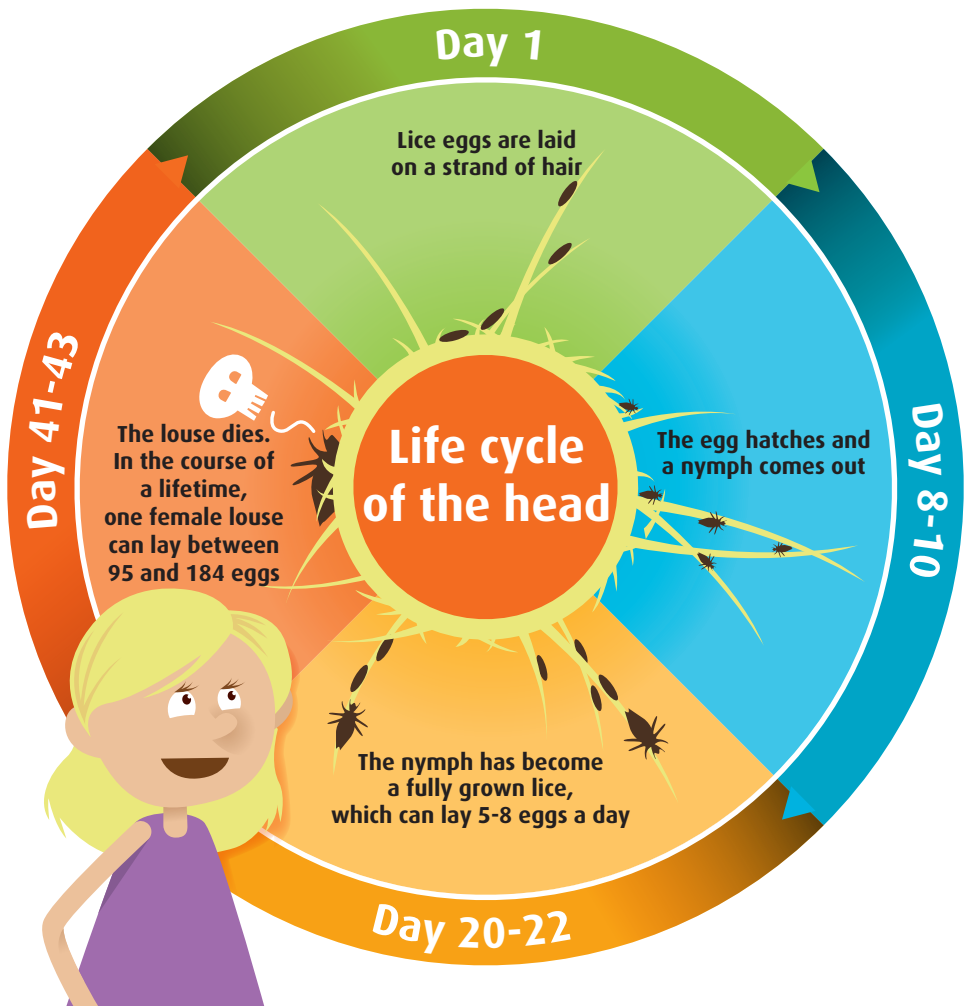 Day 1
Lice eggs are laid
on a strand of hair
Day 8-10
The egg hatches and
a nymph comes out
Day 20-22
The nymph has become
a fully grown lice,
which can lay 5-8 eggs a day
Day 41-43
The louse dies.
In the course of
a lifetime,
one female louse
can lay between
95 and 184 eggs
Life cycle
of the head